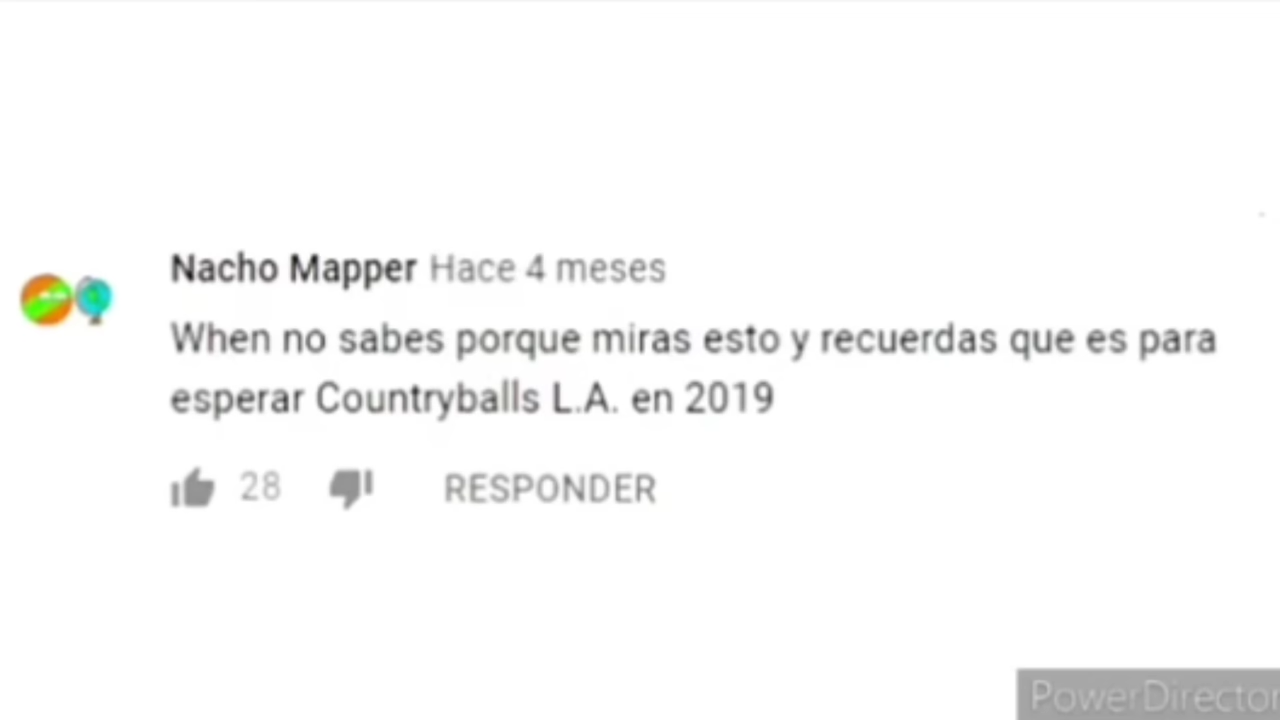 Nacho Mapper Hace 4 meses
When no sabes porque miras esto y recuerdas que es para
esperar Countryballs L.A. en 2019
28 RESPONDER
PowerDirector